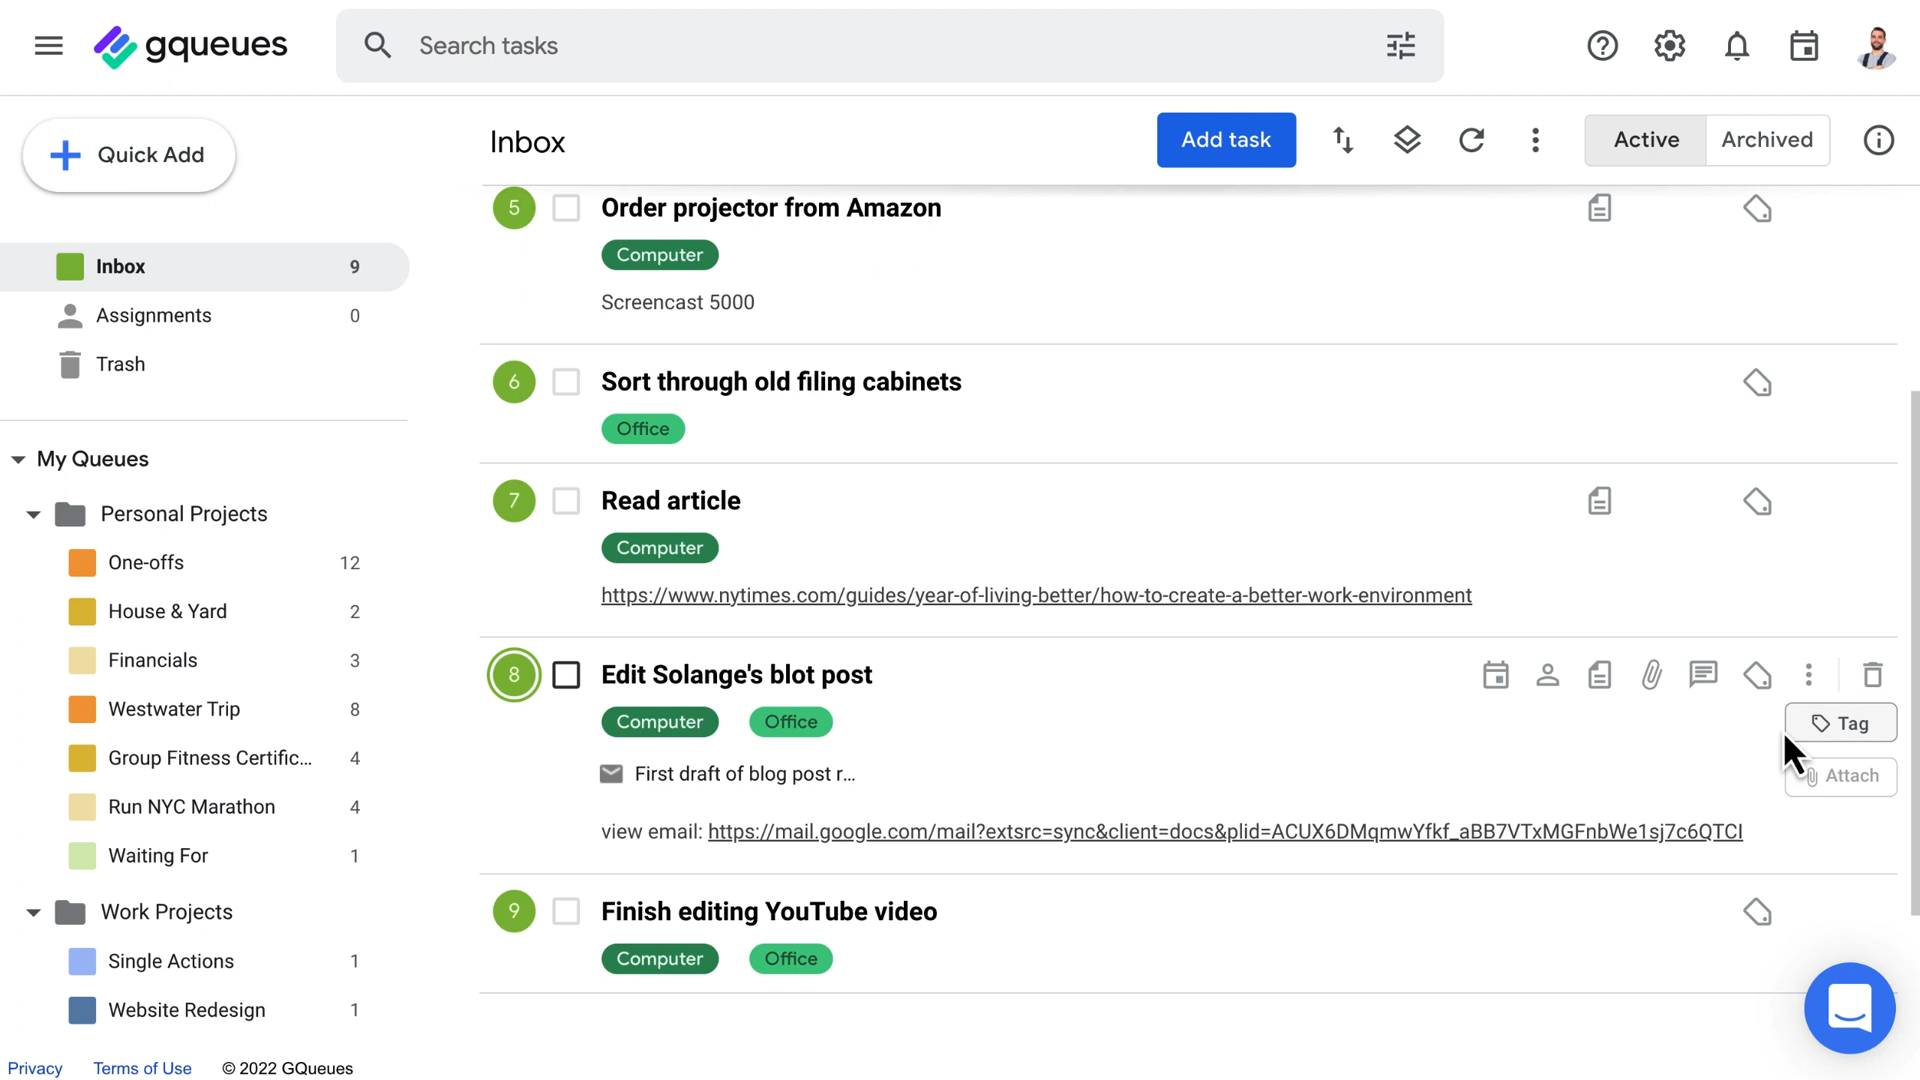 gqueues
Search tasks
Quick Add
Inbox
Add task
Active
Archived
Inbox 9
Assignments 0
Trash
My Queues
Personal Projects
One-offs 12
House & Yard 2
Financials 3
Westwater Trip 8
Group Fitness Certific... 4
Run NYC Marathon 4
Waiting For 1
Work Projects
Single Actions 1
Website Redesign 1
Privacy Terms of Use © 2022 GQueues
5 Order projector from Amazon
Computer
Screencast 5000
6 Sort through old filing cabinets
Office
7 Read article
Computer
https://www.nytimes.com/guides/year-of-living-better/how-to-create-a-better-work-environment
8 Edit Solange's blot post
Computer Office
Tag
First draft of blog post r...
Attach
view email: https://mail.google.com/mail?extsrc=sync&client=docs&plid=ACUX6DMqmwYfkf_aBB7VTxMGFnbWe1sj7c6QTCI
9 Finish editing YouTube video
Computer Office